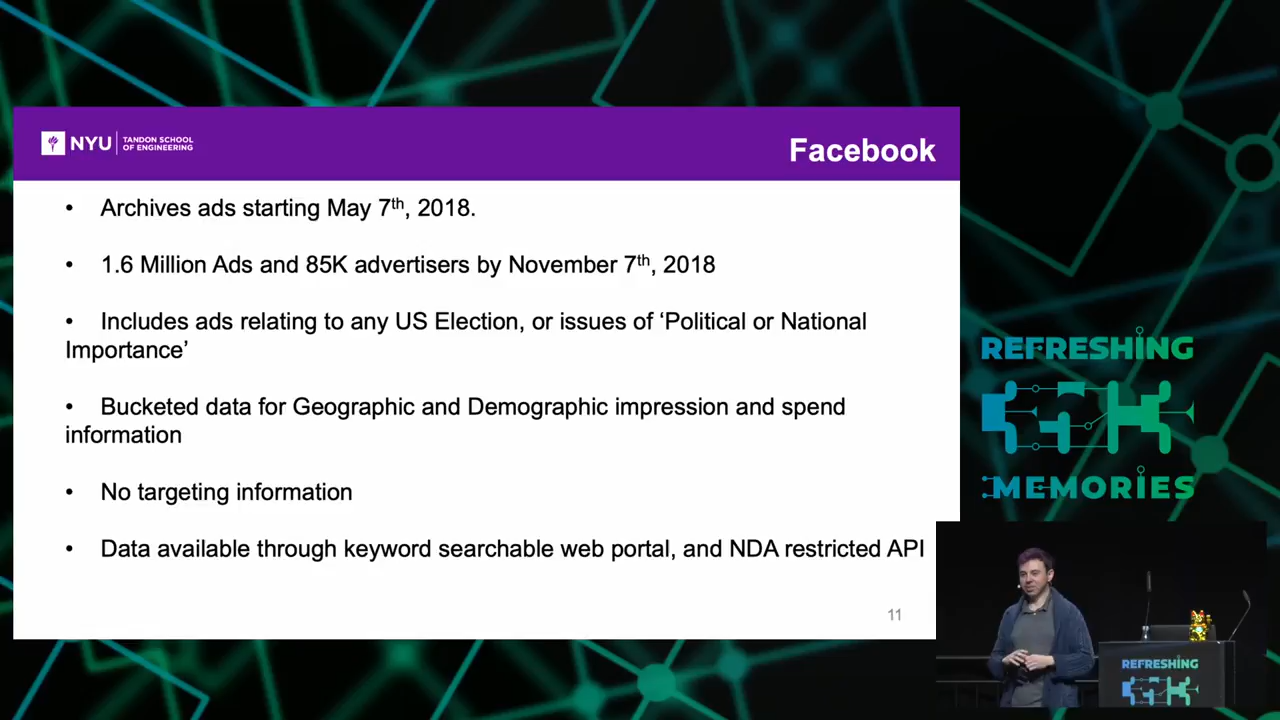 NYU TANDON SCHOOL
OF ENGINEERING
Facebook
• Archives ads starting May 7th, 2018.
• 1.6 Million Ads and 85K advertisers by November 7th, 2018
• Includes ads relating to any US Election, or issues of ‘Political or National
Importance’
• Bucketed data for Geographic and Demographic impression and spend
information
• No targeting information
• Data available through keyword searchable web portal, and NDA restricted API
11
REFRESHING
MEMORIES
REFRESHING